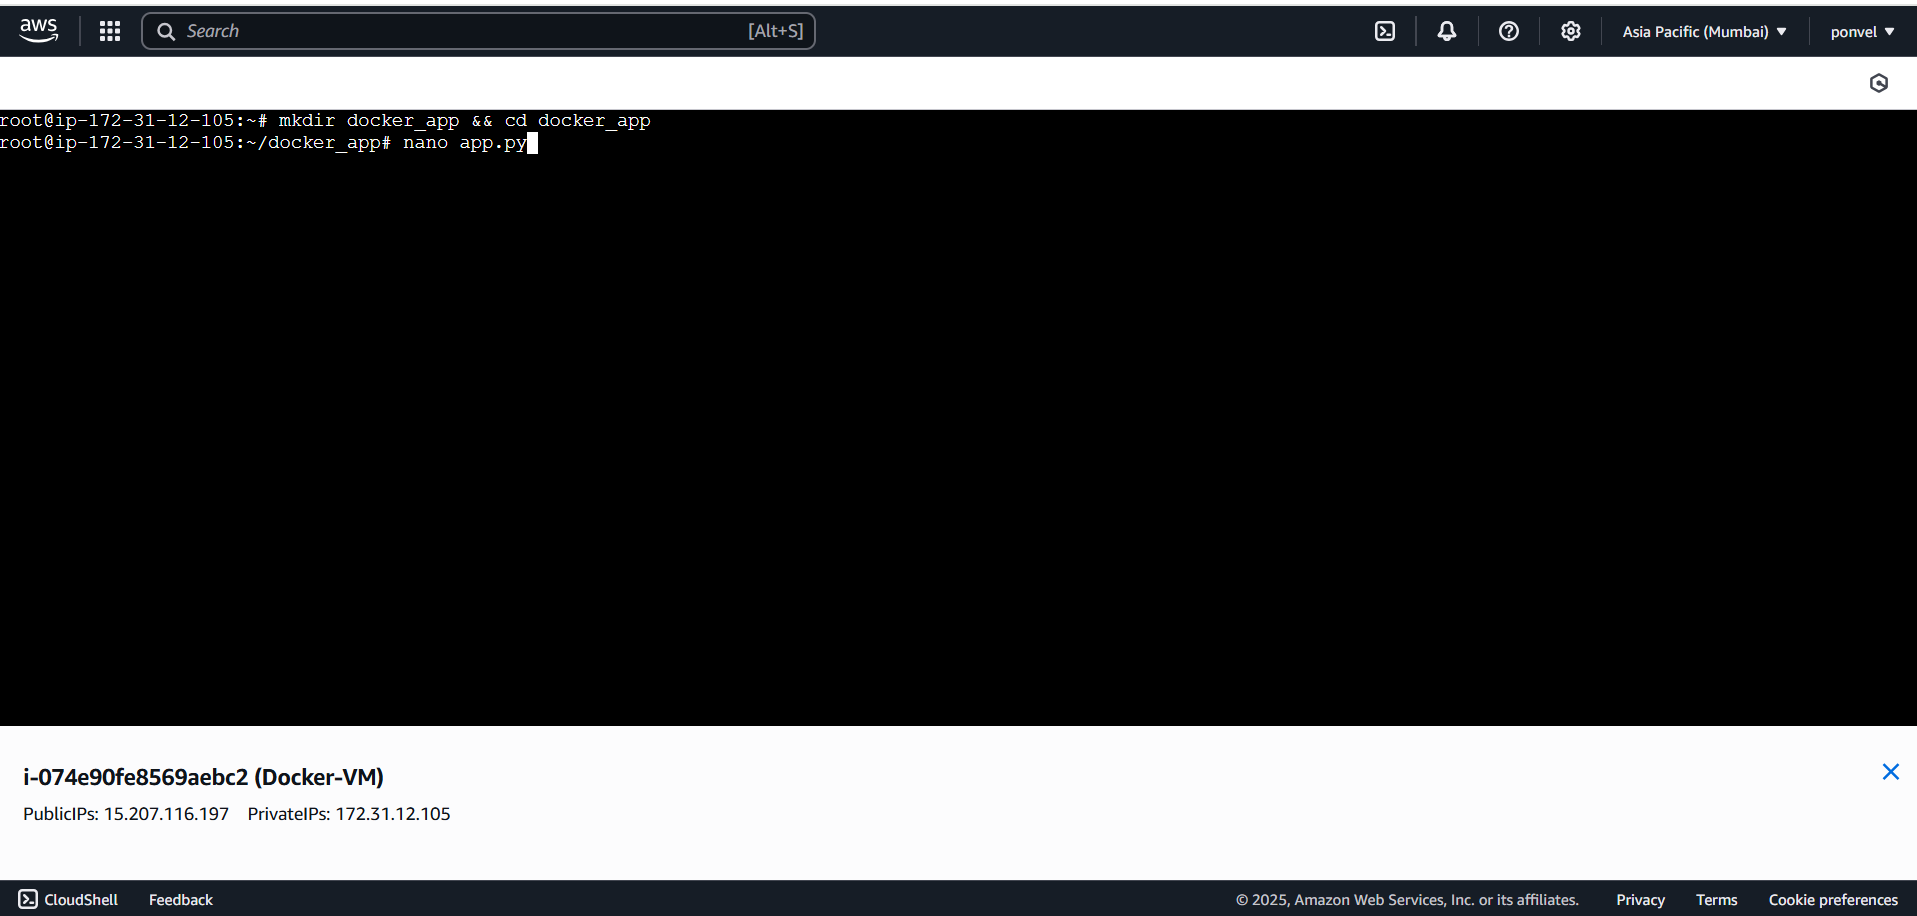 aws Search [Alt+S] Asia Pacific (Mumbai) ponvel
root@ip-172-31-12-105:~# mkdir docker_app && cd docker_app
root@ip-172-31-12-105:~/docker_app# nano app.py
i-074e90fe8569aebc2 (Docker-VM)
PublicIPs: 15.207.116.197 PrivateIPs: 172.31.12.105
CloudShell Feedback © 2025, Amazon Web Services, Inc. or its affiliates. Privacy Terms Cookie preferences